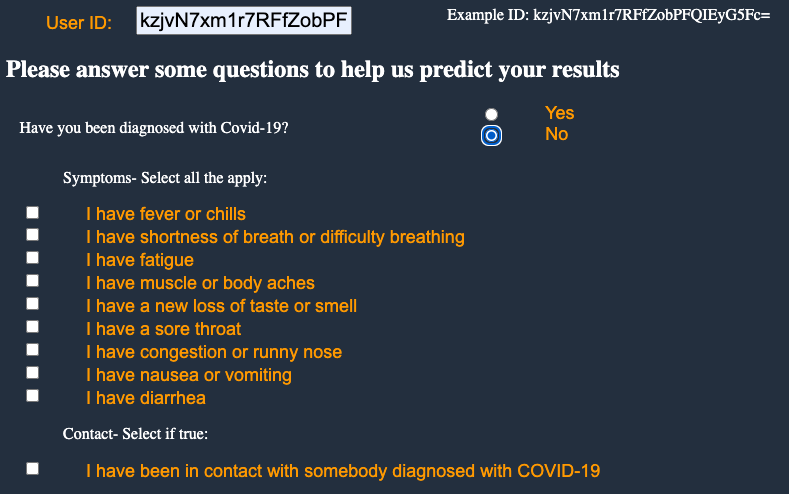 User ID: kzjvN7xm1r7RFfZobPF Example ID: kzjvN7xm1r7RFfZobPFQIEyG5Fc=
Please answer some questions to help us predict your results
Yes
Have you been diagnosed with Covid-19?
No
Symptoms- Select all the apply:
I have fever or chills
I have shortness of breath or difficulty breathing
I have fatigue
I have muscle or body aches
I have a new loss of taste or smell
I have a sore throat
I have congestion or runny nose
I have nausea or vomiting
I have diarrhea
Contact- Select if true:
I have been in contact with somebody diagnosed with COVID-19